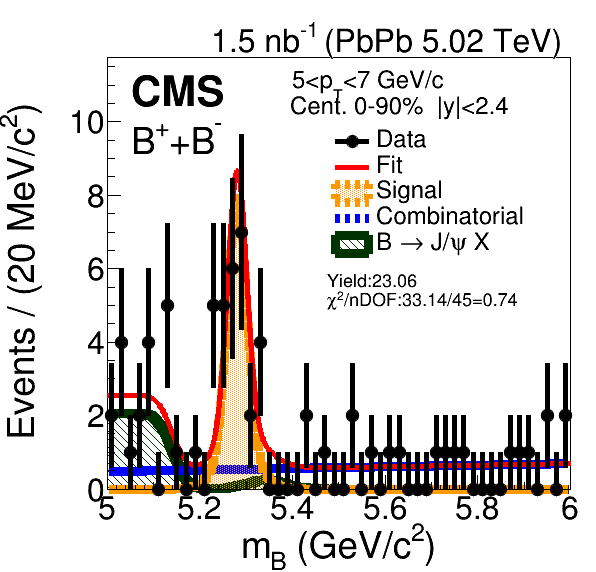 1.5 nb⁻¹ (PbPb 5.02 TeV)
CMS
B⁺+B⁻
5<p_T<7 GeV/c
Cent. 0-90% |y|<2.4
Data
Fit
Signal
Combinatorial
B → J/ψ X
Yield:23.06
χ²/nDOF:33.14/45=0.74
Events / (20 MeV/c²)
10
8
6
4
2
0
5 5.2 5.4 5.6 5.8 6
m_B (GeV/c²)